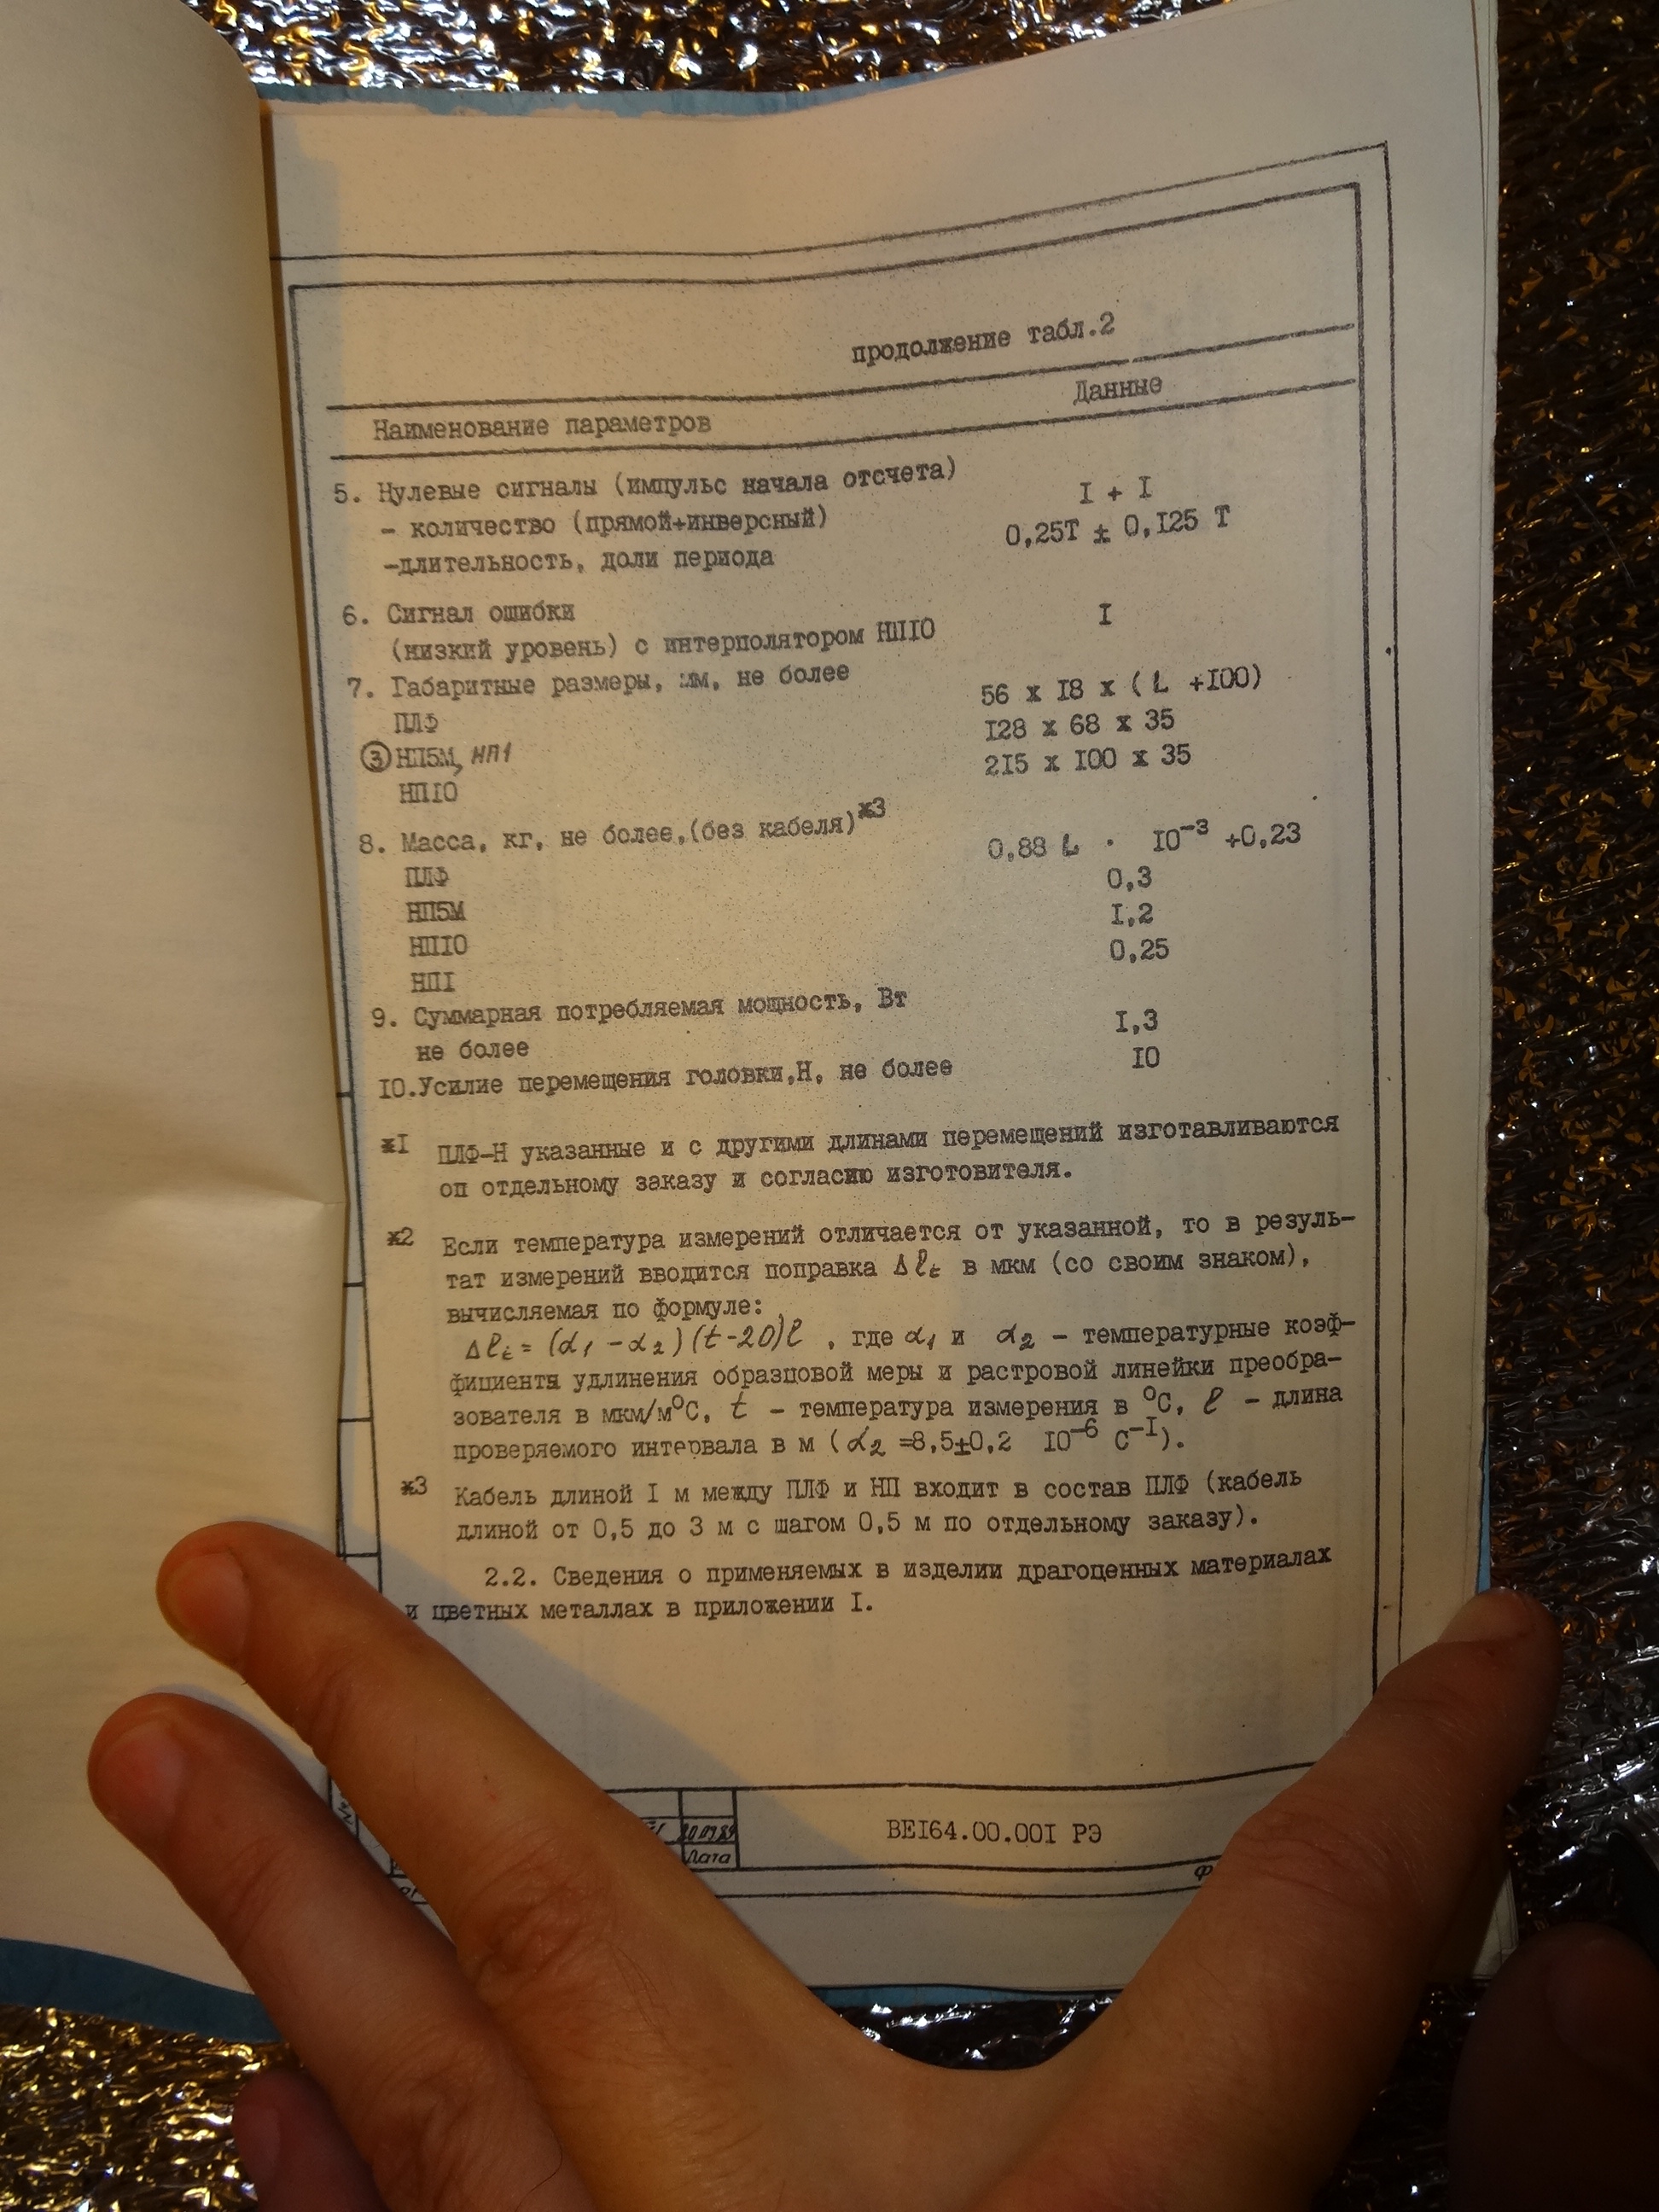 продолжение табл.2
Наименование параметров Данные
5. Нулевые сигналы (импульс начала отсчета)
- количество (прямой+инверсный) I + I
-длительность, доли периода 0,25T ± 0,I25 T
6. Сигнал ошибки
(низкий уровень) с интерполятором НПI0 I
7. Габаритные размеры, мм, не более
ПЛФ 56 x I8 x ( L +I00)
③ НП5М, НП1 I28 x 68 x 35
НПI0 2I5 x I00 x 35
8. Масса, кг, не более,(без кабеля)ж3
ПЛФ 0,88 L · I0⁻³ +0,23
НП5М 0,3
НПI0 I,2
НПI 0,25
9. Суммарная потребляемая мощность, Вт
не более I,3
I0.Усилие перемещения головки,Н, не более I0
ж1 ПЛФ-Н указанные и с другими длинами перемещений изготавливаются
оп отдельному заказу и согласию изготовителя.
ж2 Если температура измерений отличается от указанной, то в резуль-
тат измерений вводится поправка Δℓt в мкм (со своим знаком),
вычисляемая по формуле:
Δℓt = (α₁ - α₂) (t-20)ℓ , где α₁ и α₂ - температурные коэф-
фициента удлинения образцовой меры и растровой линейки преобра-
зователя в мкм/м°С, t - температура измерения в °С, ℓ - длина
проверяемого интервала в м ( α₂ =8,5±0,2 I0⁻⁶ С⁻I).
ж3 Кабель длиной I м между ПЛФ и НП входит в состав ПЛФ (кабель
длиной от 0,5 до 3 м с шагом 0,5 м по отдельному заказу).
2.2. Сведения о применяемых в изделии драгоценных материалах
и цветных металлах в приложении I.
ВЕI64.00.00I РЭ
Дата